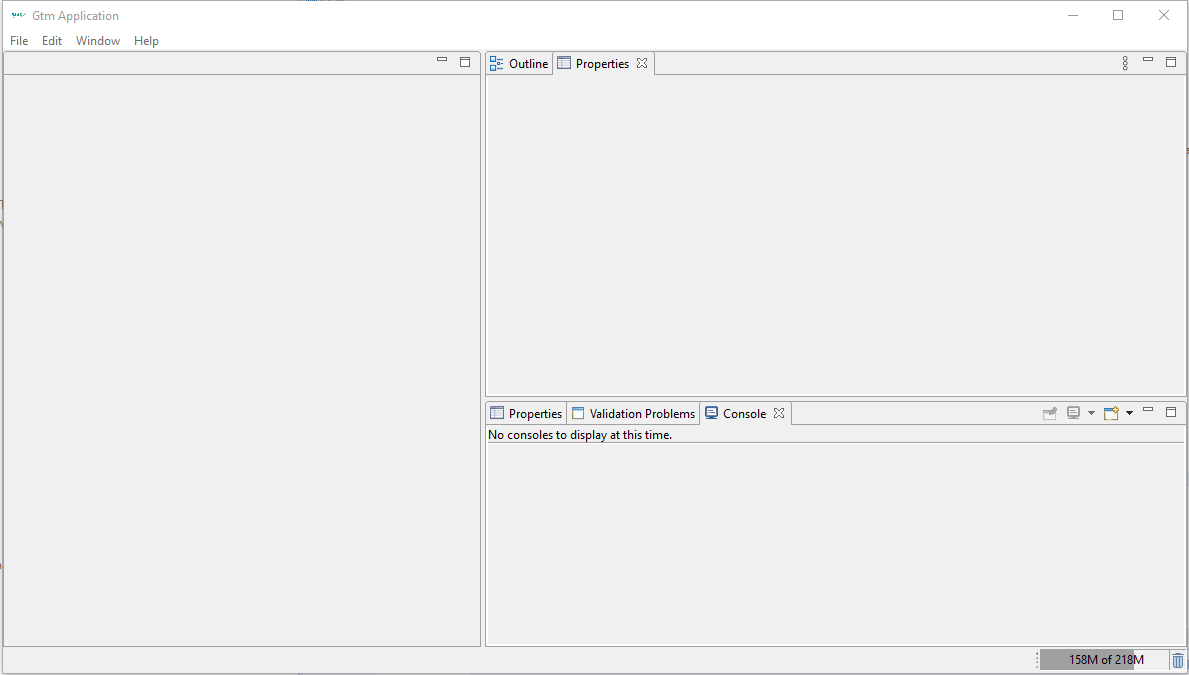 Gtm Application
File Edit Window Help
Outline Properties
Properties Validation Problems Console
No consoles to display at this time.
158M of 218M